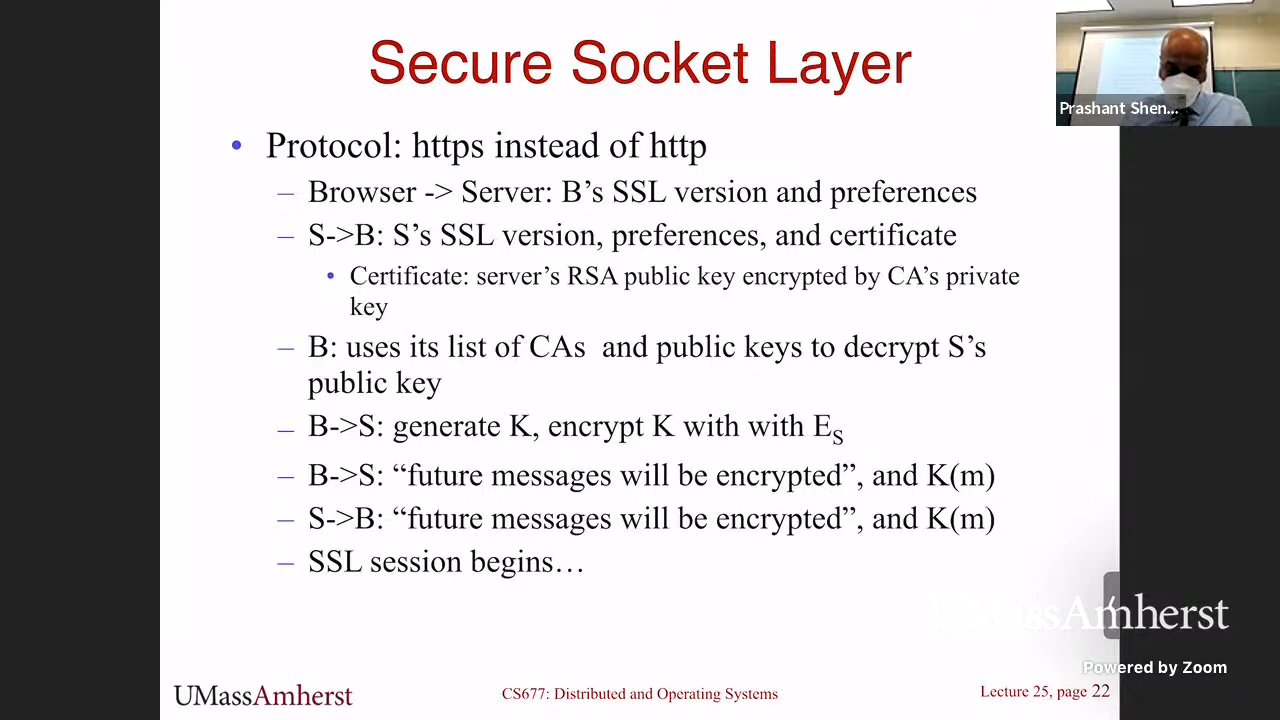 Secure Socket Layer
Prashant Shen...
• Protocol: https instead of http
– Browser -> Server: B’s SSL version and preferences
– S->B: S’s SSL version, preferences, and certificate
• Certificate: server’s RSA public key encrypted by CA’s private
key
– B: uses its list of CAs and public keys to decrypt S’s
public key
– B->S: generate K, encrypt K with with ES
– B->S: “future messages will be encrypted”, and K(m)
– S->B: “future messages will be encrypted”, and K(m)
– SSL session begins…
UMassAmherst
Powered by Zoom
UMassAmherst
CS677: Distributed and Operating Systems
Lecture 25, page 22